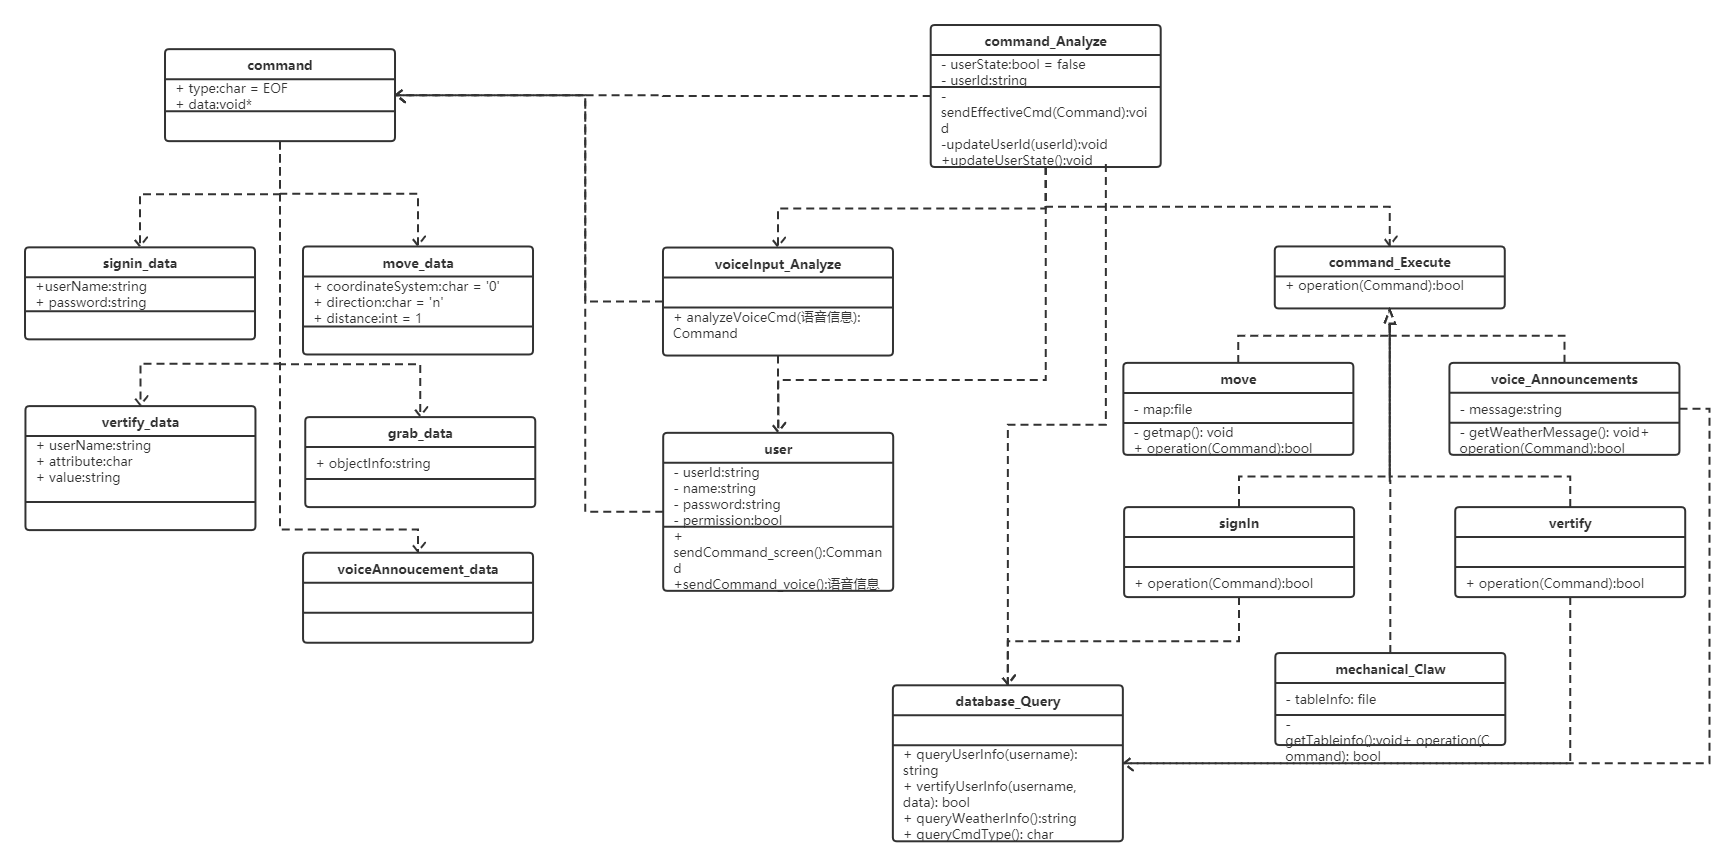 command
+ type:char = EOF
+ data:void*
command_Analyze
- userState:bool = false
- userId:string
-
sendEffectiveCmd(Command):voi
d
-updateUserId(userId):void
+updateUserState():void
signin_data
+userName:string
+ password:string
move_data
+ coordinateSystem:char = '0'
+ direction:char = 'n'
+ distance:int = 1
voiceInput_Analyze
+ analyzeVoiceCmd(语音信息):
Command
command_Execute
+ operation(Command):bool
move
- map:file
- getmap(): void
+ operation(Command):bool
voice_Announcements
- message:string
- getWeatherMessage(): void+
operation(Command):bool
vertify_data
+ userName:string
+ attribute:char
+ value:string
grab_data
+ objectInfo:string
user
- userId:string
- name:string
- password:string
- permission:bool
+
sendCommand_screen():Comman
d
+sendCommand_voice():语音信息
signIn
+ operation(Command):bool
vertify
+ operation(Command):bool
voiceAnnoucement_data
mechanical_Claw
- tableInfo: file
-
getTableinfo():void+ operation(C
ommand): bool
database_Query
+ queryUserInfo(username):
string
+ vertifyUserInfo(username,
data): bool
+ queryWeatherInfo():string
+ queryCmdType(): char